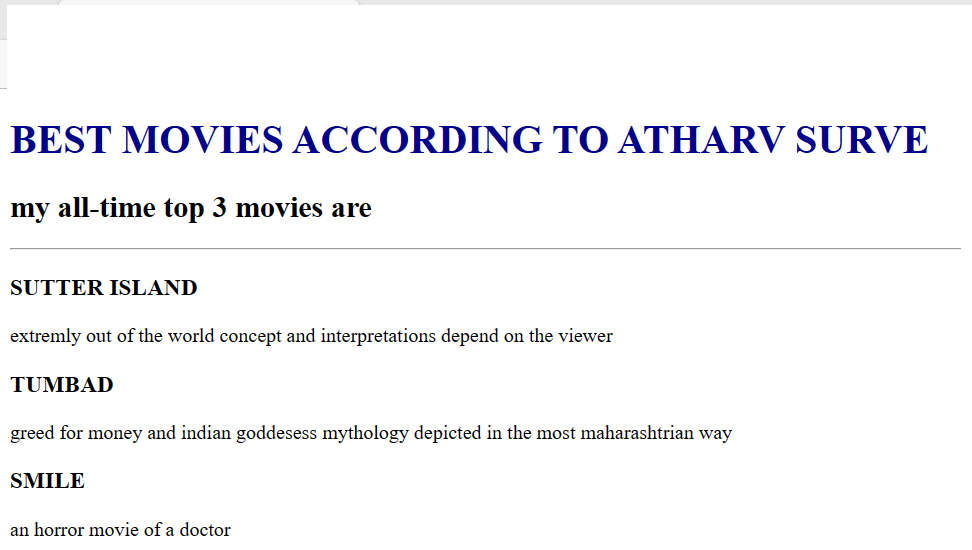 BEST MOVIES ACCORDING TO ATHARV SURVE
my all-time top 3 movies are
SUTTER ISLAND
extremly out of the world concept and interpretations depend on the viewer
TUMBAD
greed for money and indian goddesess mythology depicted in the most maharashtrian way
SMILE
an horror movie of a doctor